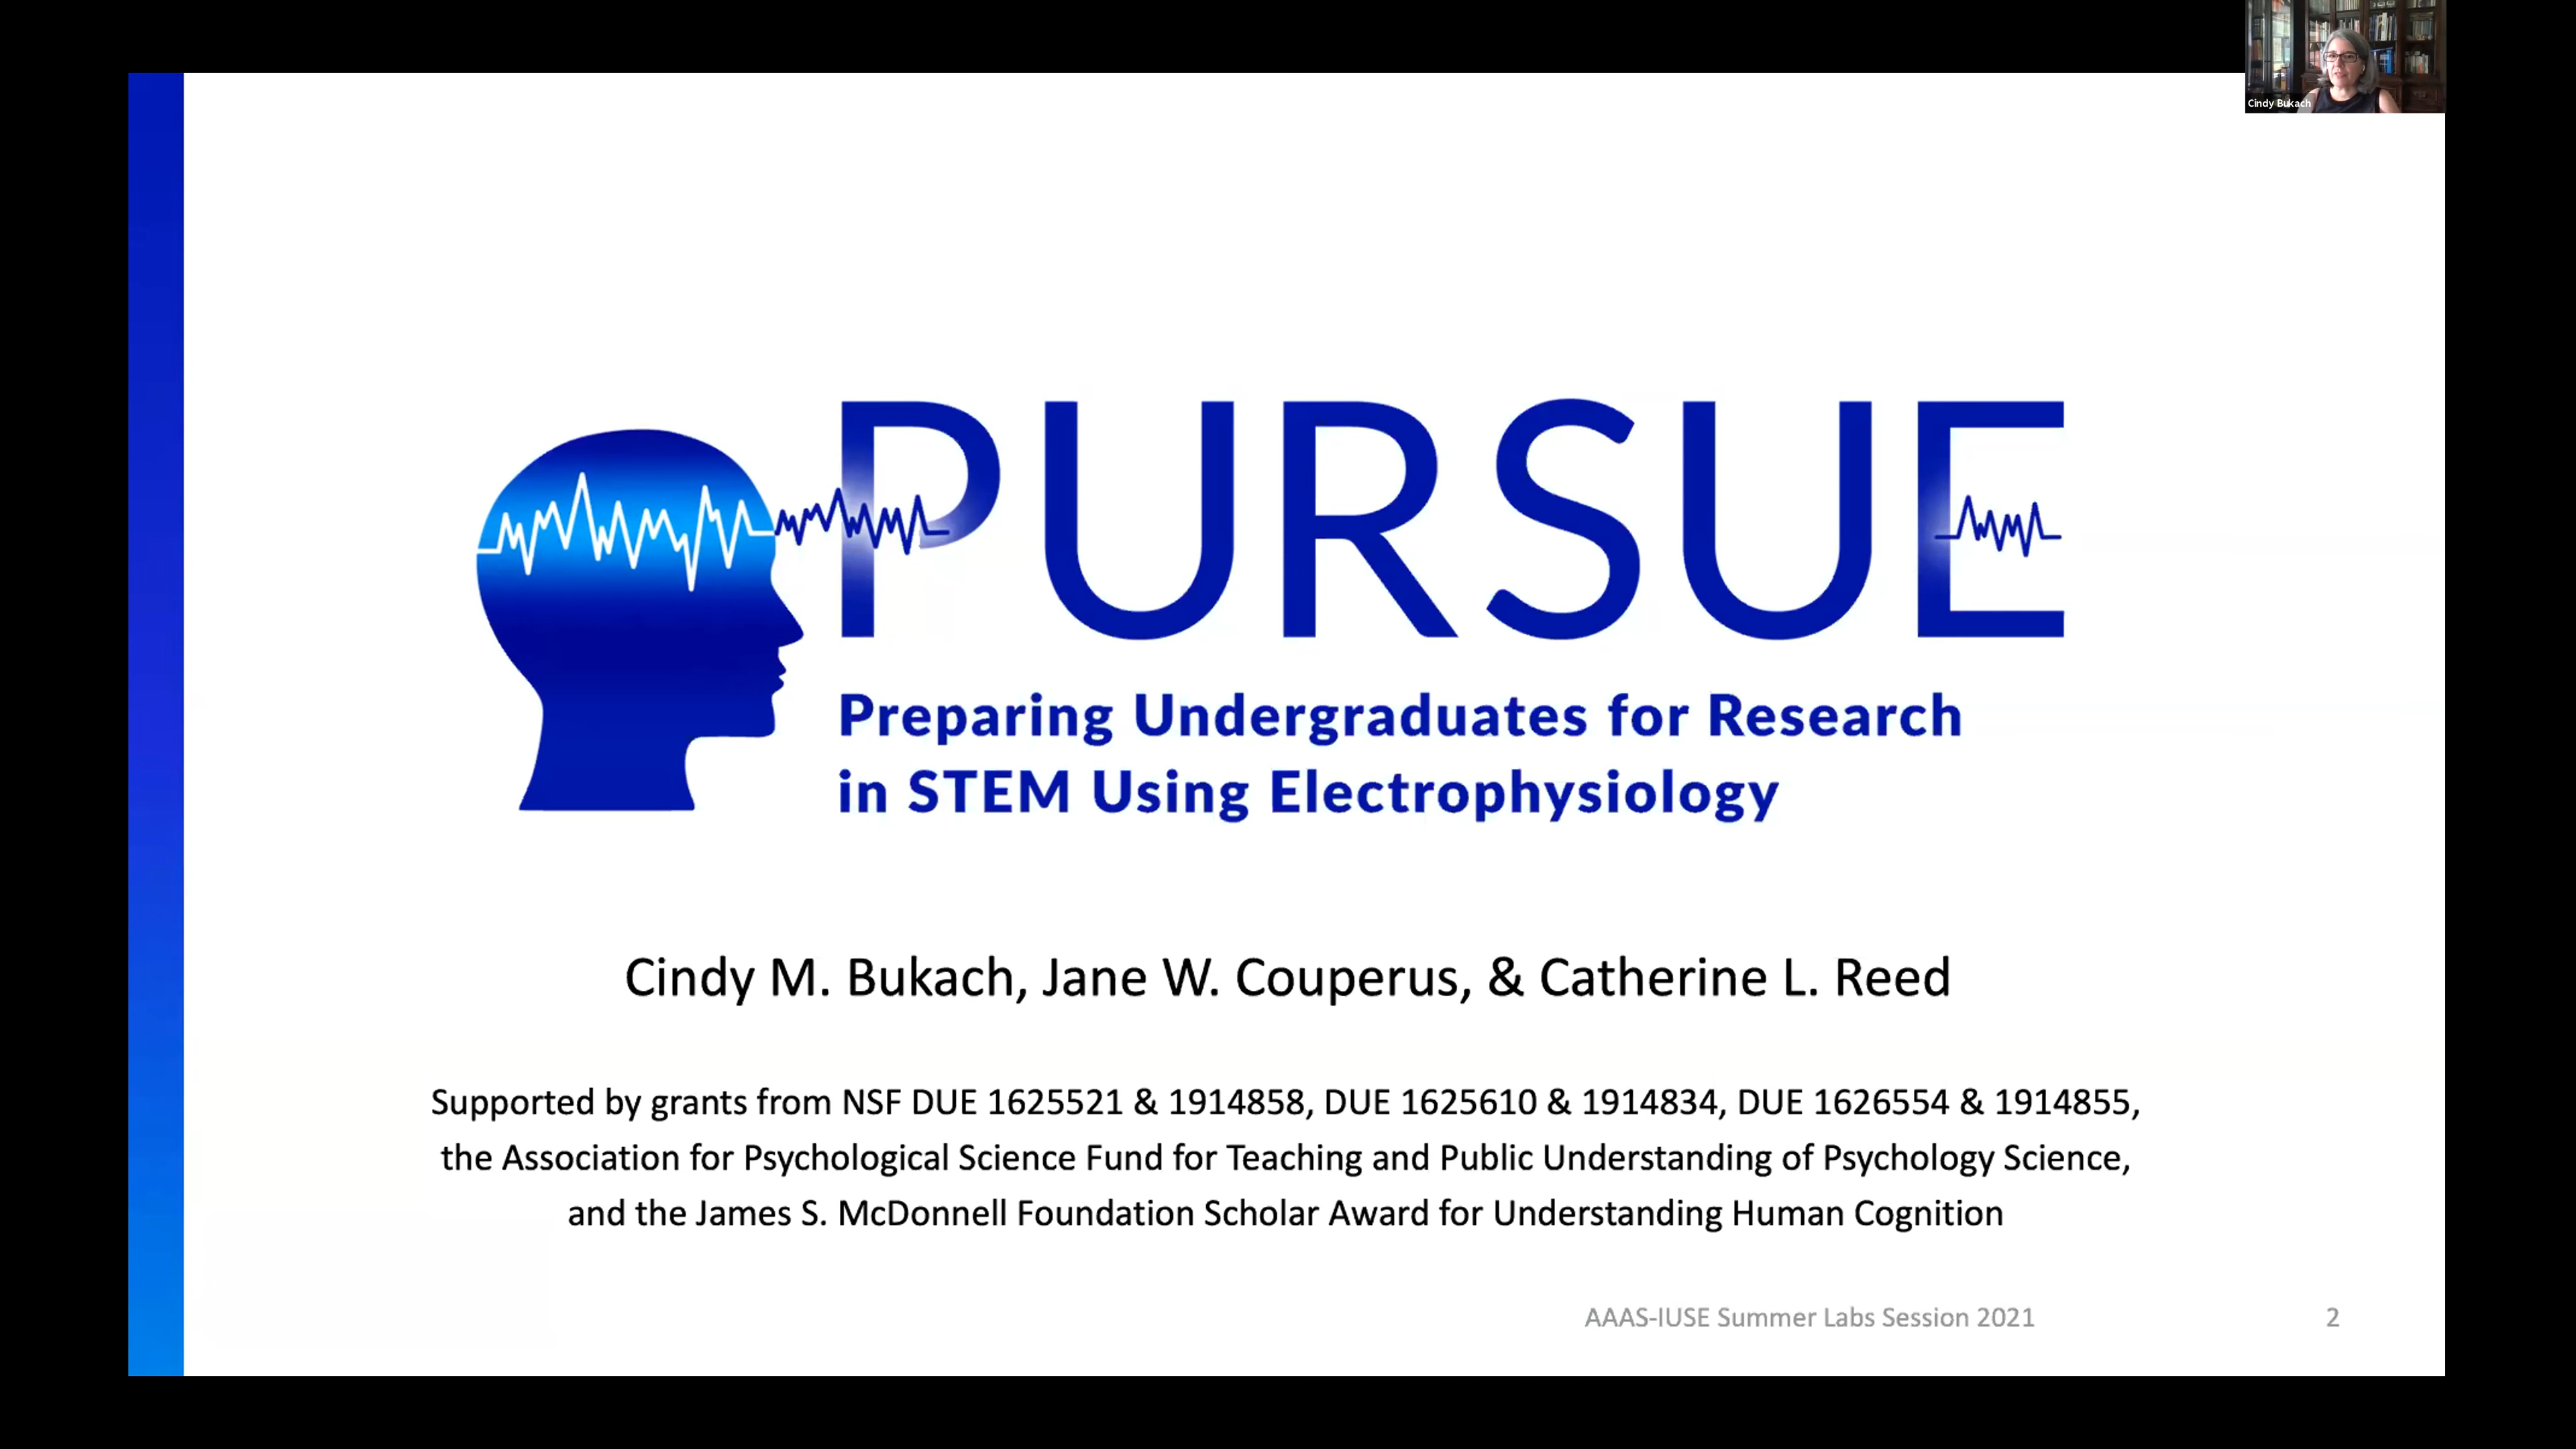 Cindy Bukach
PURSUE
Preparing Undergraduates for Research
in STEM Using Electrophysiology
Cindy M. Bukach, Jane W. Couperus, & Catherine L. Reed
Supported by grants from NSF DUE 1625521 & 1914858, DUE 1625610 & 1914834, DUE 1626554 & 1914855,
the Association for Psychological Science Fund for Teaching and Public Understanding of Psychology Science,
and the James S. McDonnell Foundation Scholar Award for Understanding Human Cognition
AAAS-IUSE Summer Labs Session 2021
2